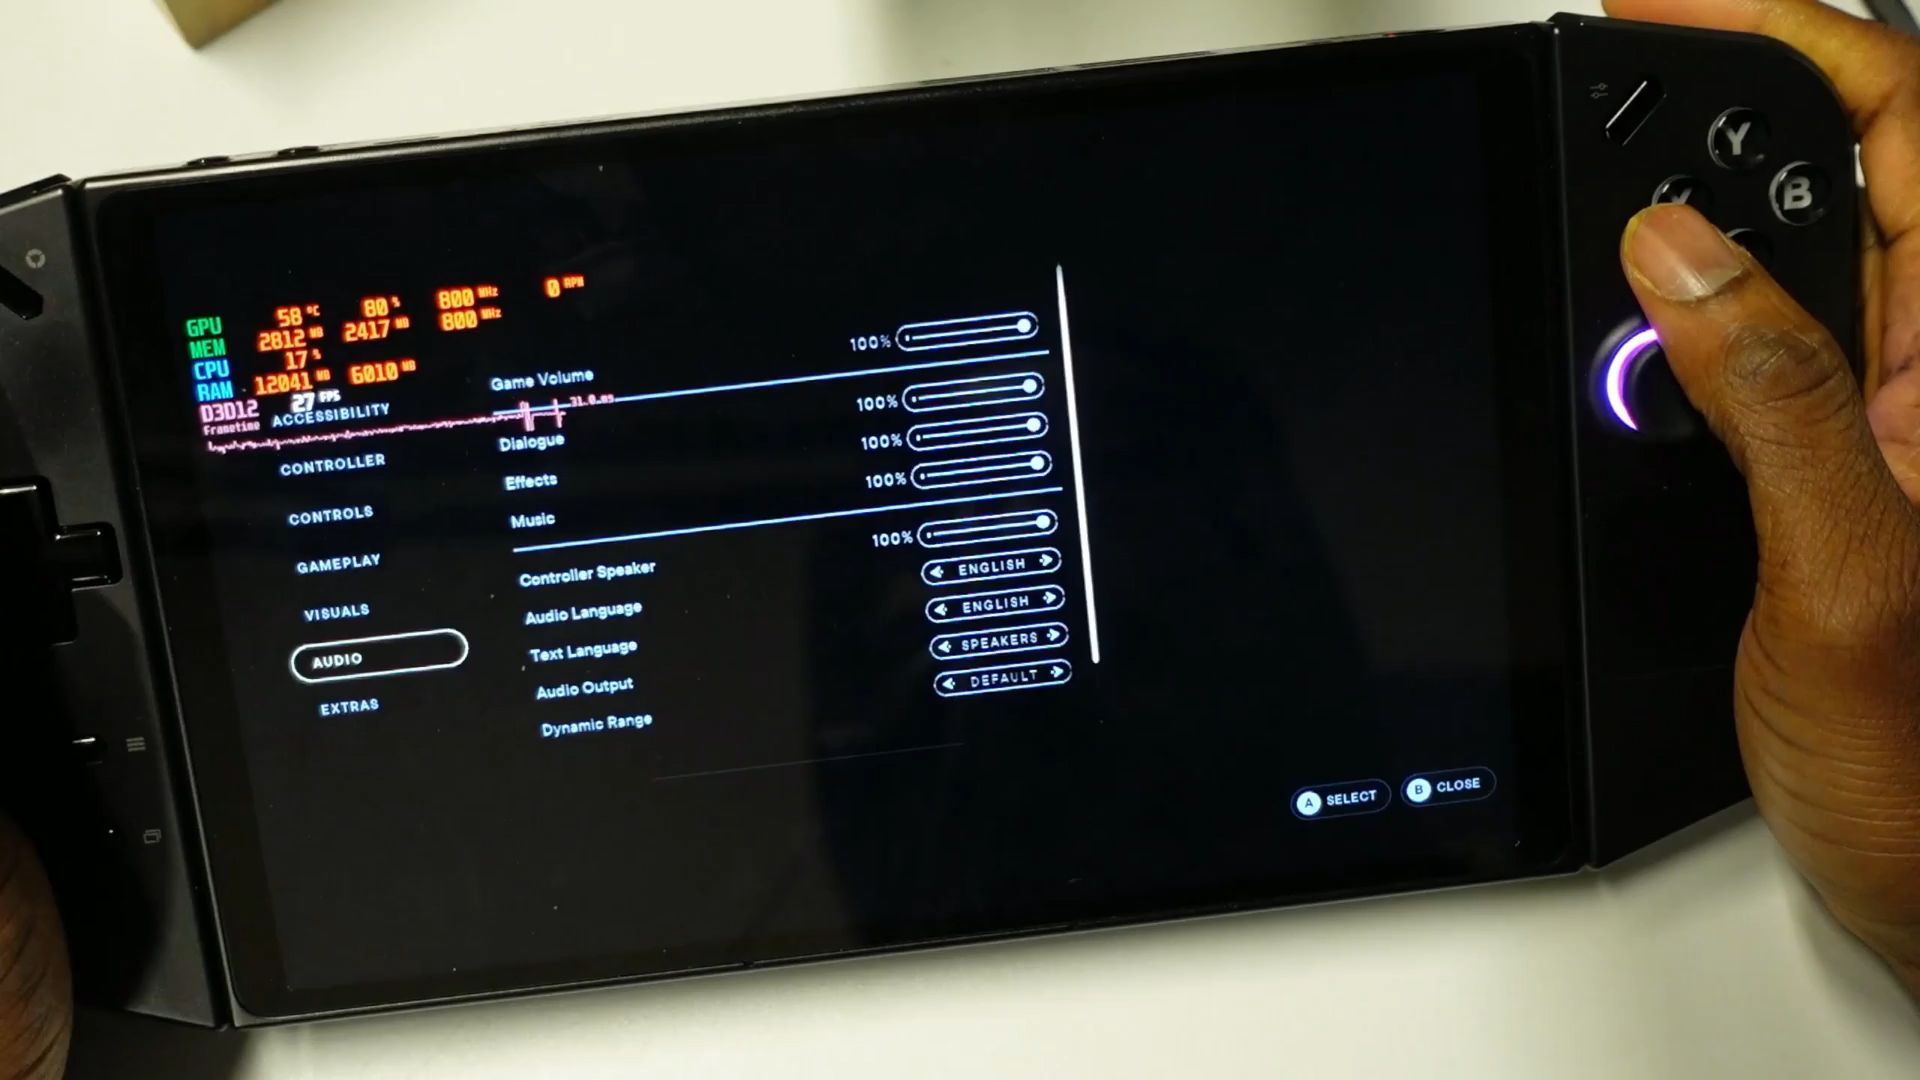 GPU 58 °C 80 % 800 MHz 0 RPM
MEM 2812 MB 2417 MB 800 MHz
CPU 17 %
RAM 12041 MB 6010 MB
D3D12 27 FPS
Frametime 31.0 ms
ACCESSIBILITY
CONTROLLER
CONTROLS
GAMEPLAY
VISUALS
AUDIO
EXTRAS
Game Volume 100%
Dialogue 100%
Effects 100%
Music 100%
Controller Speaker 100%
Audio Language ENGLISH
Text Language ENGLISH
Audio Output SPEAKERS
Dynamic Range DEFAULT
A SELECT B CLOSE
Y
B